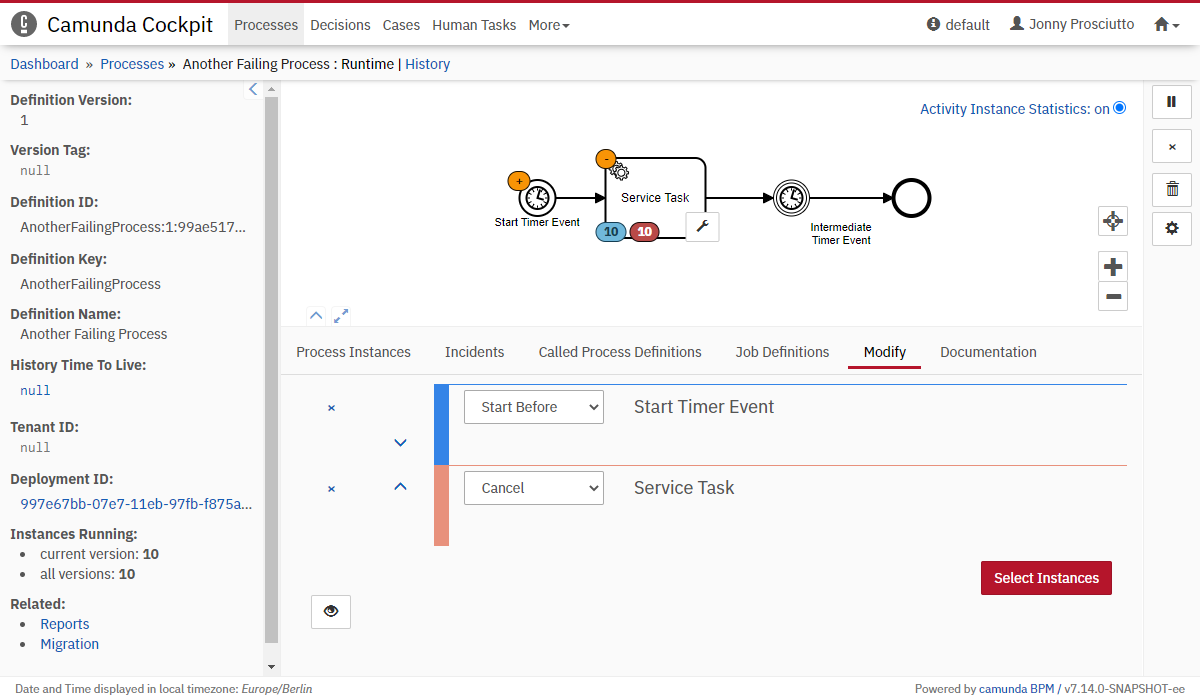 Camunda Cockpit
Processes Decisions Cases Human Tasks More
default Jonny Prosciutto
Dashboard » Processes » Another Failing Process : Runtime | History
Definition Version:
1
Version Tag:
null
Definition ID:
AnotherFailingProcess:1:99ae517...
Definition Key:
AnotherFailingProcess
Definition Name:
Another Failing Process
History Time To Live:
null
Tenant ID:
null
Deployment ID:
997e67bb-07e7-11eb-97fb-f875a...
Instances Running:
current version: 10
all versions: 10
Related:
Reports
Migration
Activity Instance Statistics: on
+
-
Start Timer Event
Service Task
10 10
Intermediate
Timer Event
Process Instances Incidents Called Process Definitions Job Definitions Modify Documentation
Start Before Start Timer Event
Cancel Service Task
Select Instances
Date and Time displayed in local timezone: Europe/Berlin
Powered by camunda BPM / v7.14.0-SNAPSHOT-ee